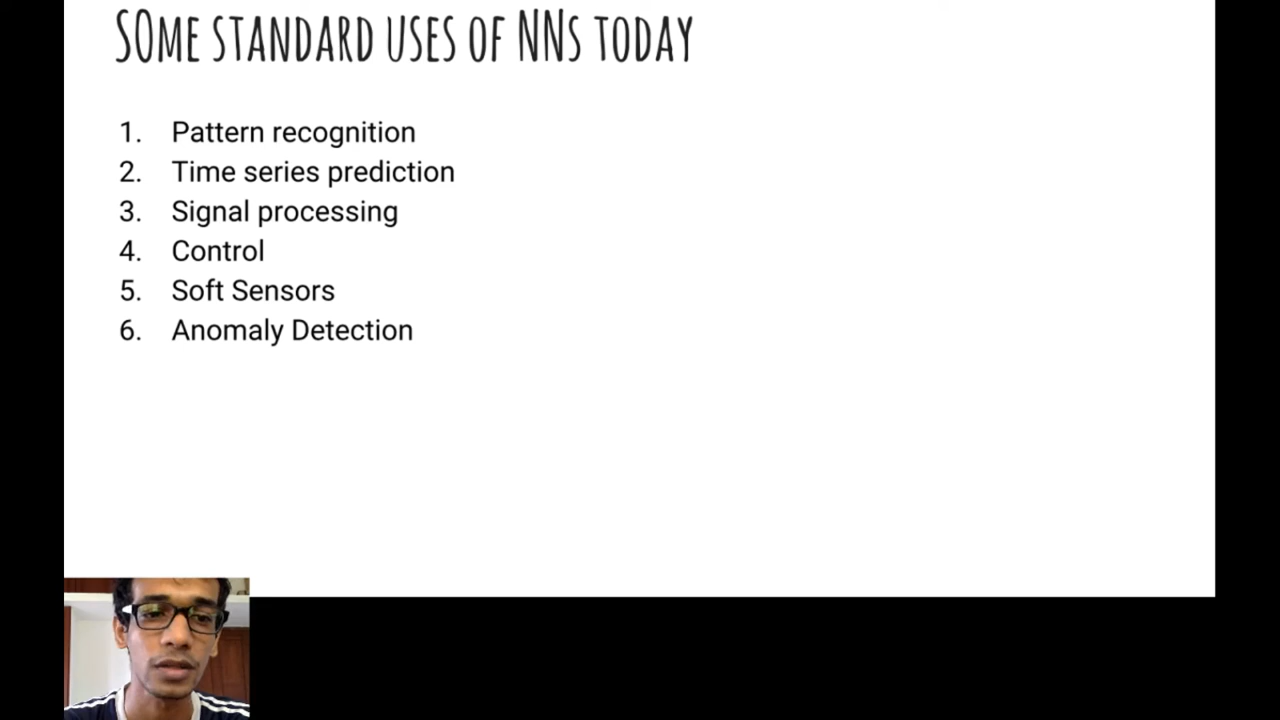 SOME STANDARD USES OF NNs TODAY
1. Pattern recognition
2. Time series prediction
3. Signal processing
4. Control
5. Soft Sensors
6. Anomaly Detection